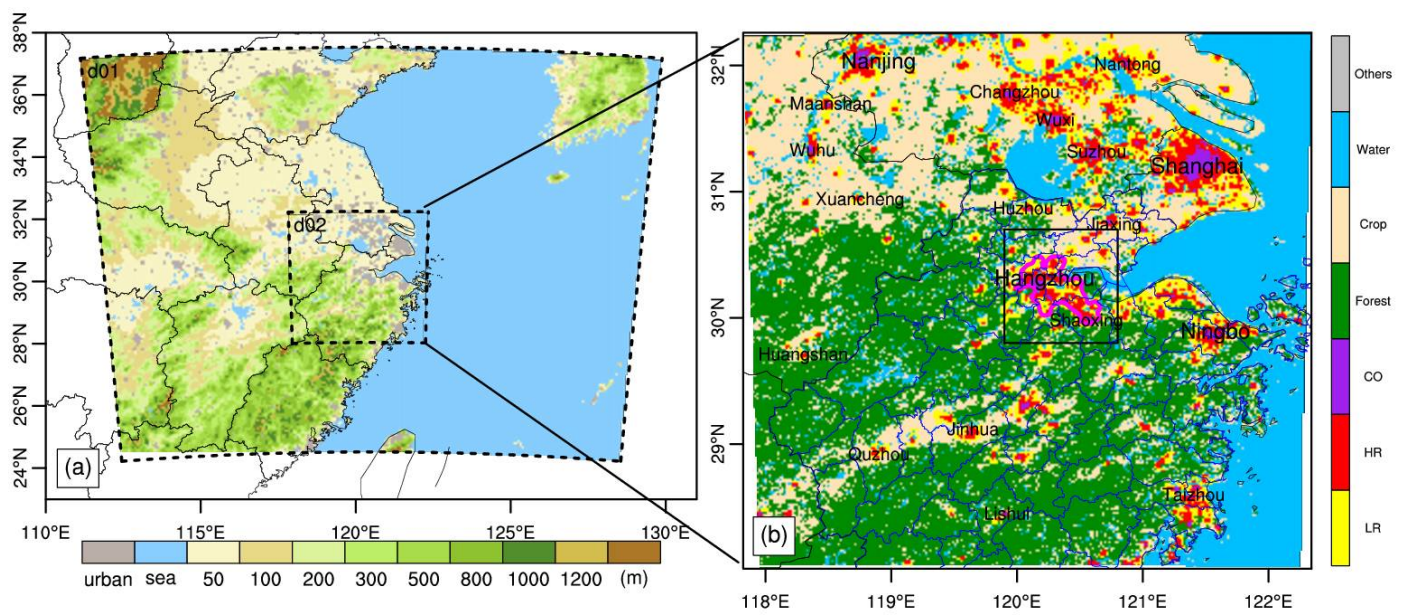 38°N
36°N
34°N
32°N
30°N
28°N
26°N
24°N
d01
d02
(a)
110°E 115°E 120°E 125°E 130°E
urban sea 50 100 200 300 500 800 1000 1200 (m)
32°N
31°N
30°N
29°N
Nanjing
Nantong
Changzhou
Maanshan
Wuxi
Wuhu
Suzhou
Shanghai
Xuancheng
Huzhou
Jiaxing
Hangzhou
Shaoxing
Ningbo
Huangshan
Jinhua
Quzhou
Taizhou
Lishui
(b)
118°E 119°E 120°E 121°E 122°E
Others
Water
Crop
Forest
CO
HR
LR